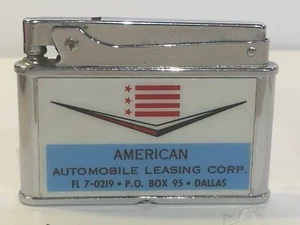 AMERICAN
AUTOMOBILE LEASING CORP.
FL 7-0219 • P.O. BOX 95 • DALLAS